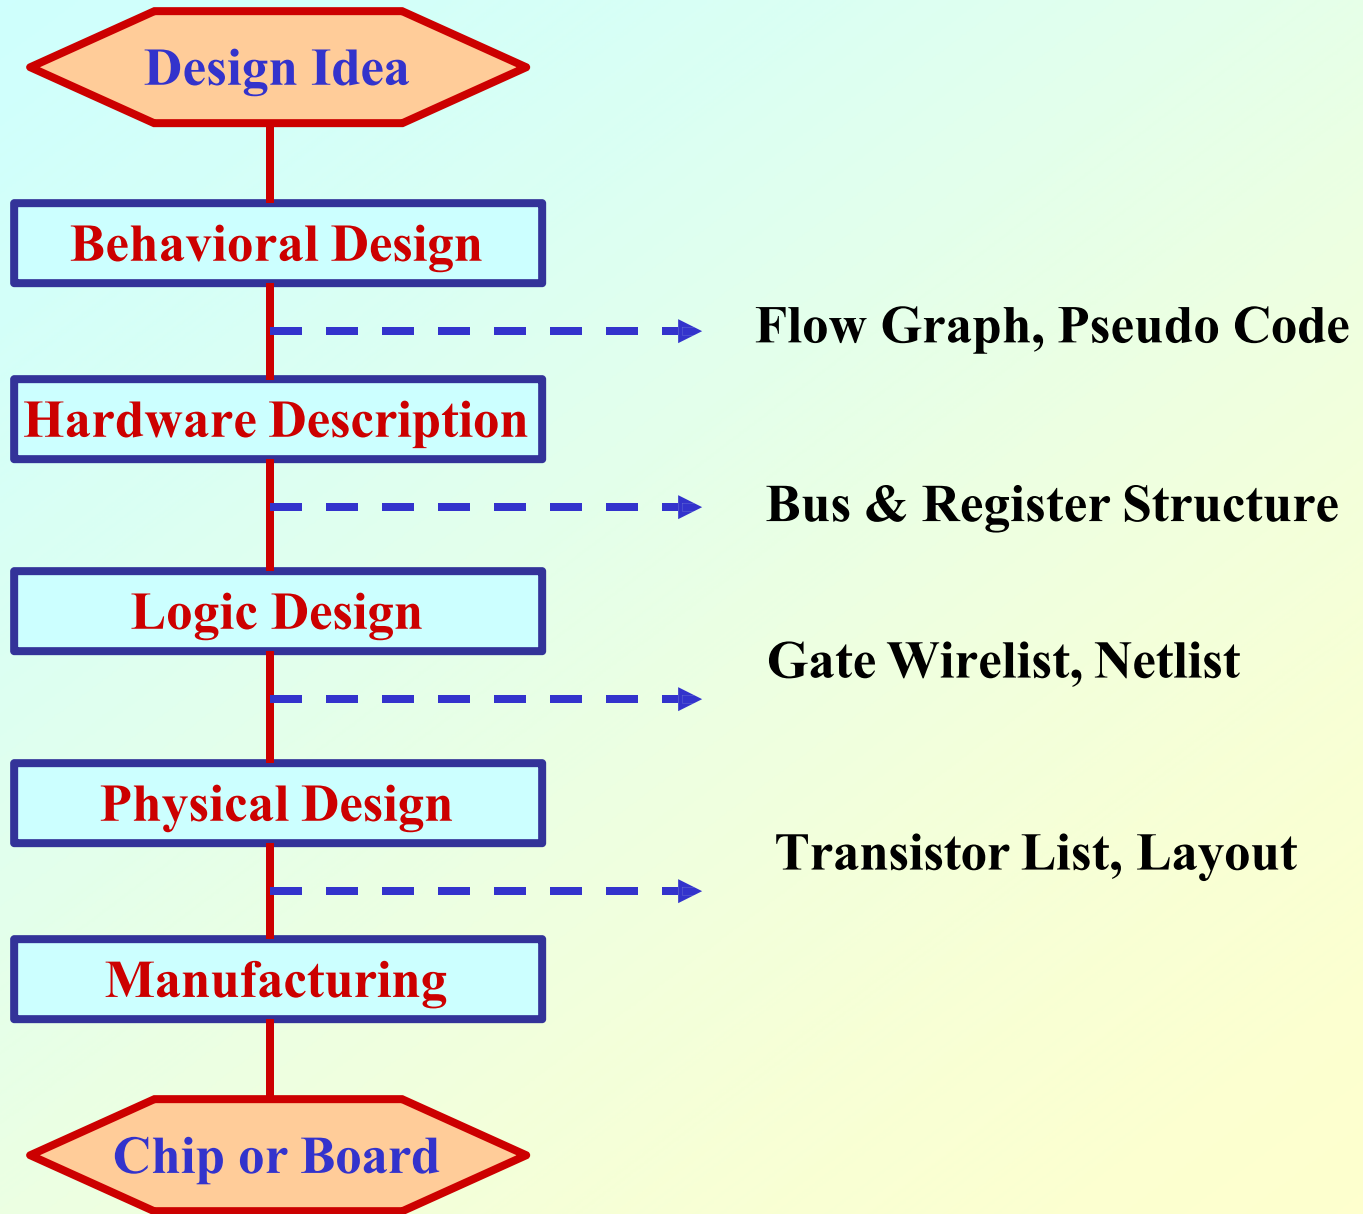 Design Idea
Behavioral Design
Flow Graph, Pseudo Code
Hardware Description
Bus & Register Structure
Logic Design
Gate Wirelist, Netlist
Physical Design
Transistor List, Layout
Manufacturing
Chip or Board